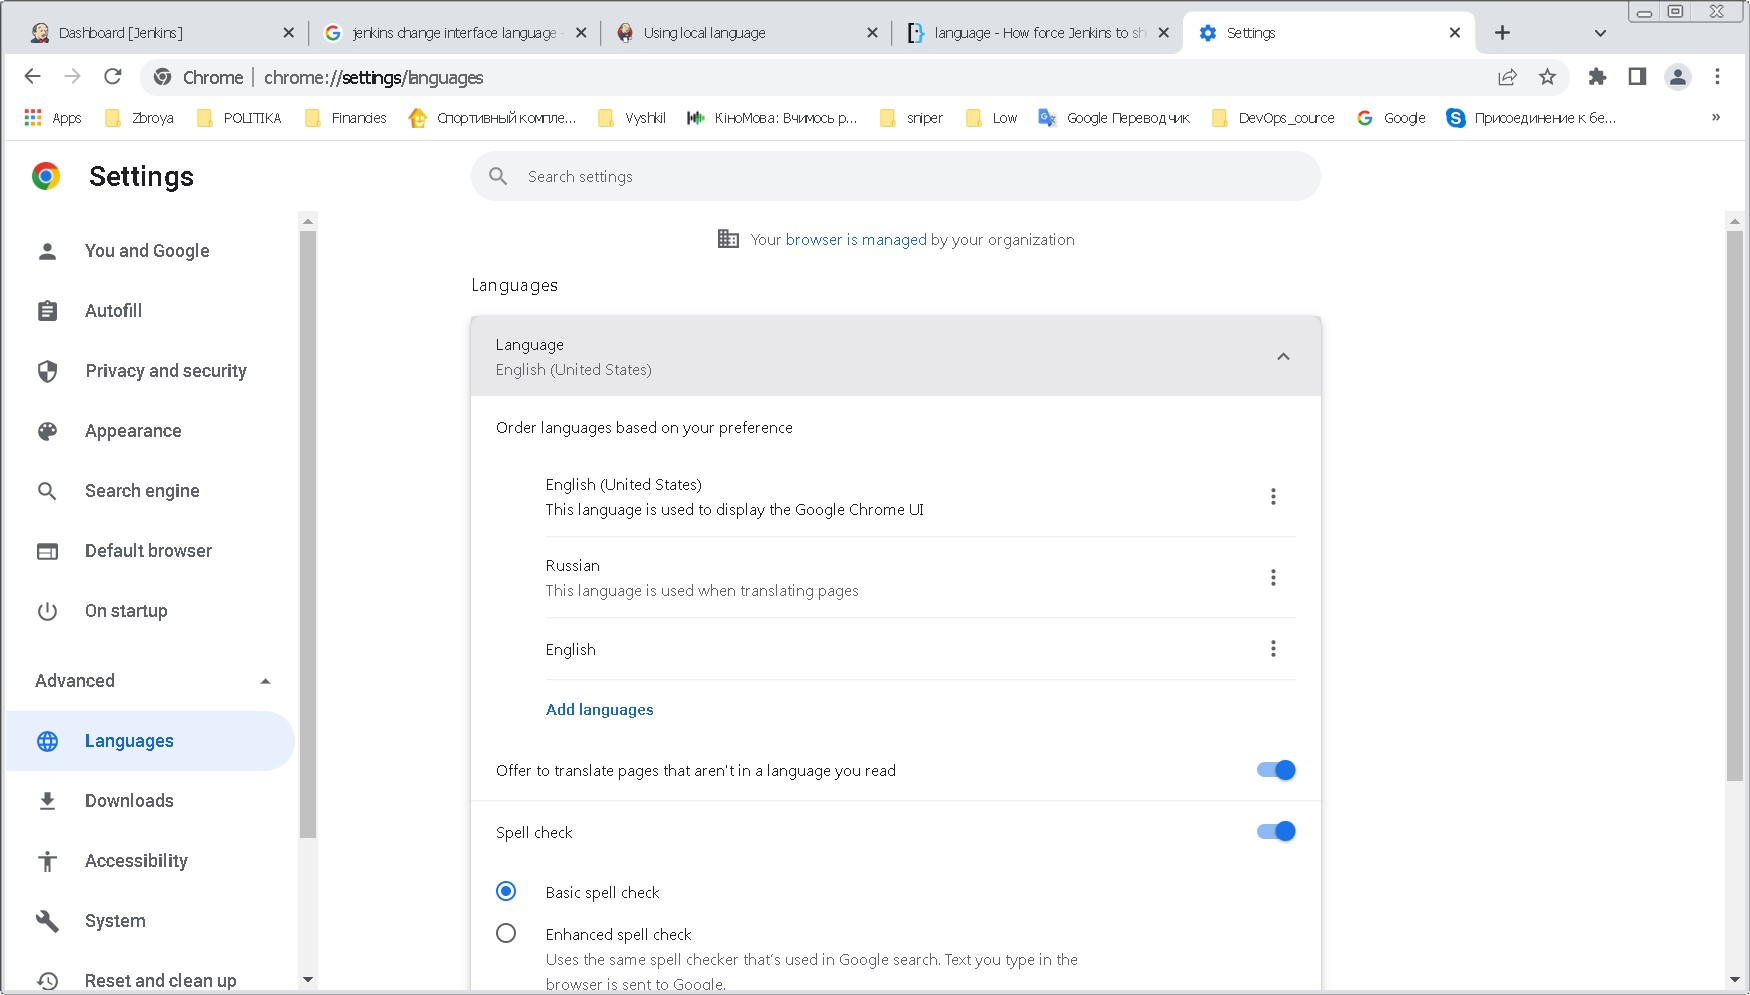 Dashboard [Jenkins]
jenkins change interface language -
Using local language
language - How force Jenkins to sh
Settings
Chrome | chrome://settings/languages
Apps
Zbroya
POLITIKA
Financies
Спортивный компле...
Vyshkil
КіноМова: Вчимось р...
sniper
Low
Google Переводчик
DevOps_cource
Google
Присоединение к бе...
»
Settings
Search settings
You and Google
Autofill
Privacy and security
Appearance
Search engine
Default browser
On startup
Advanced
Languages
Downloads
Accessibility
System
Reset and clean up
Your browser is managed by your organization
Languages
Language
English (United States)
Order languages based on your preference
English (United States)
This language is used to display the Google Chrome UI
Russian
This language is used when translating pages
English
Add languages
Offer to translate pages that aren't in a language you read
Spell check
Basic spell check
Enhanced spell check
Uses the same spell checker that's used in Google search. Text you type in the
browser is sent to Google.